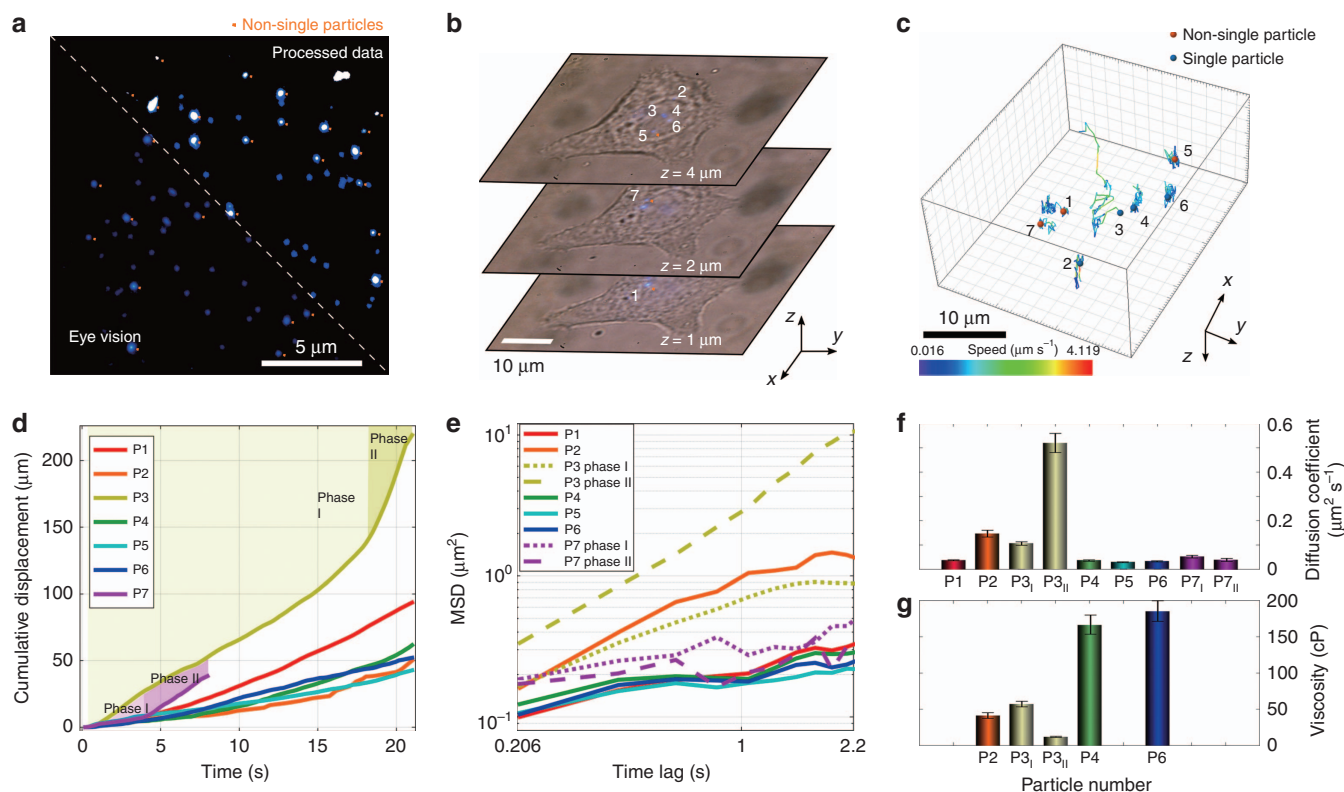 a
Non-single particles
Processed data
Eye vision
5 μm
b
2
3 4
6
5
z = 4 μm
7
z = 2 μm
1
z = 1 μm
10 μm
z
y
x
c
Non-single particle
Single particle
5
6
1
4
3
7
2
10 μm
0.016 Speed (μm s⁻¹) 4.119
x
y
z
d
Cumulative displacement (μm)
200
150
100
50
0
P1
P2
P3
P4
P5
P6
P7
Phase II
Phase I
Phase II
Phase I
0 5 10 15 20
Time (s)
e
MSD (μm²)
10¹
10⁰
10⁻¹
P1
P2
P3 phase I
P3 phase II
P4
P5
P6
P7 phase I
P7 phase II
0.206 1 2.2
Time lag (s)
f
0.6
0.4
0.2
0
Diffusion coefficient
(μm² s⁻¹)
P1 P2 P3I P3II P4 P5 P6 P7I P7II
g
200
150
100
50
0
Viscosity (cP)
P2 P3I P3II P4 P6
Particle number